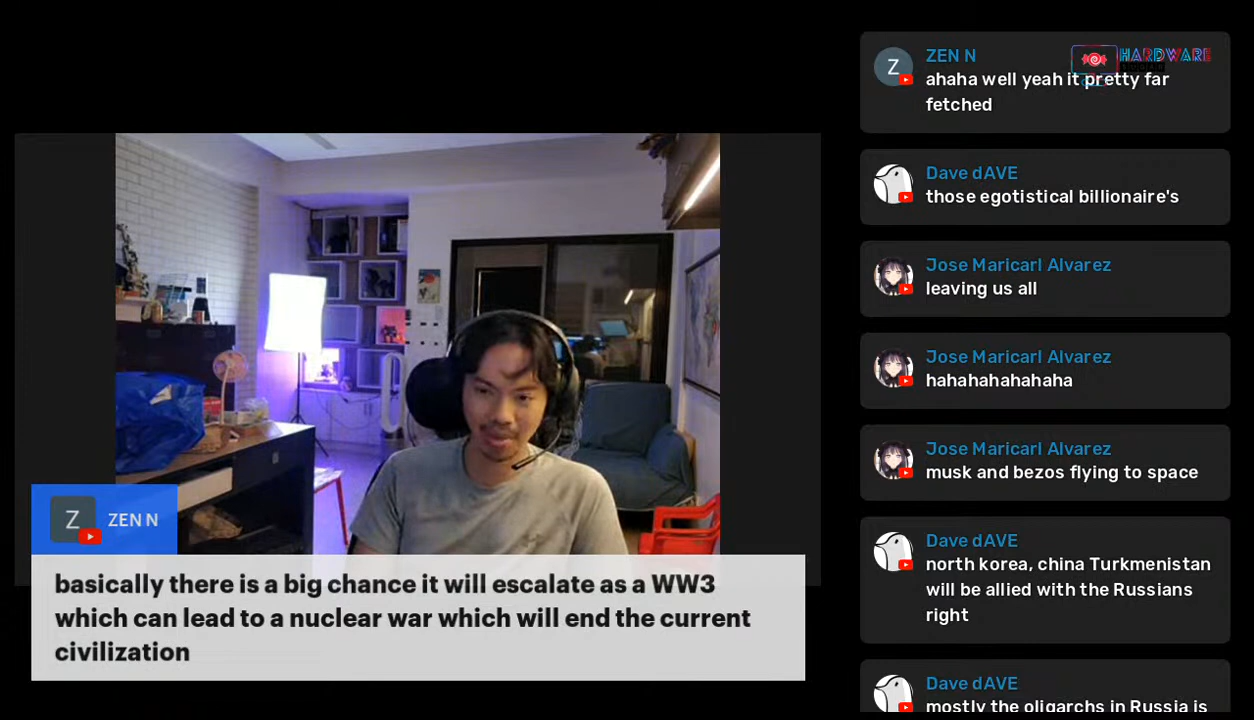 ZEN N
HARDWARE
ahaha well yeah it pretty far
fetched
Dave dAVE
those egotistical billionaire's
Jose Maricarl Alvarez
leaving us all
Jose Maricarl Alvarez
hahahahahahaha
Jose Maricarl Alvarez
musk and bezos flying to space
Dave dAVE
north korea, china Turkmenistan
will be allied with the Russians
right
Dave dAVE
mostly the oligarchs in Russia is
Z
Z
ZEN N
basically there is a big chance it will escalate as a WW3
which can lead to a nuclear war which will end the current
civilization